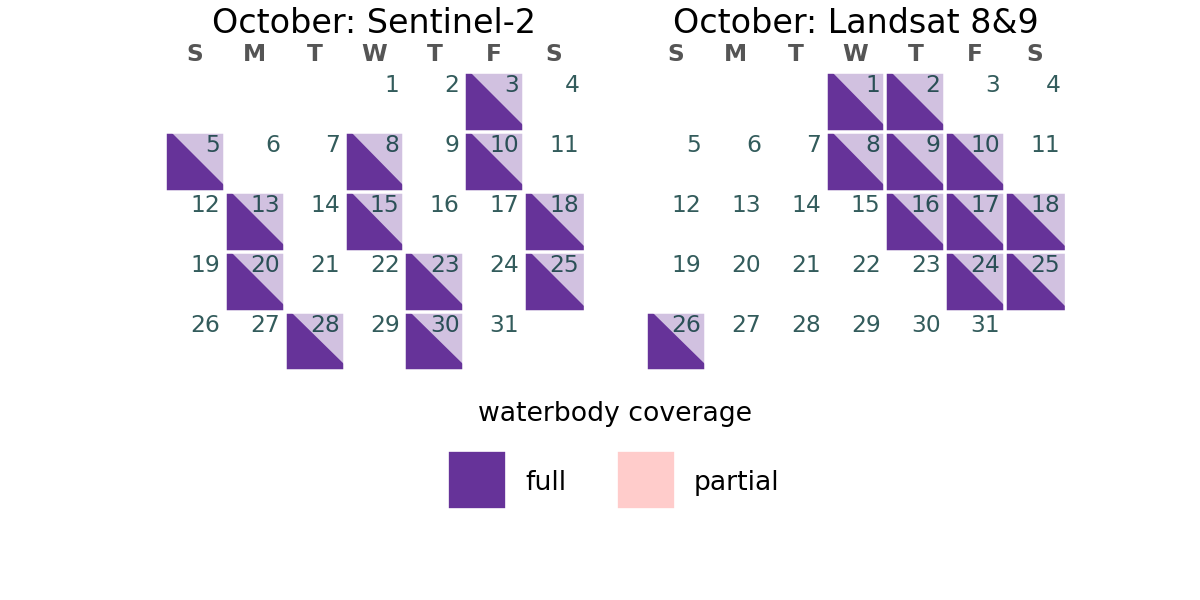 October: Sentinel-2
S M T W T F S
1 2 3 4
5 6 7 8 9 10 11
12 13 14 15 16 17 18
19 20 21 22 23 24 25
26 27 28 29 30 31
October: Landsat 8&9
S M T W T F S
1 2 3 4
5 6 7 8 9 10 11
12 13 14 15 16 17 18
19 20 21 22 23 24 25
26 27 28 29 30 31
waterbody coverage
full partial